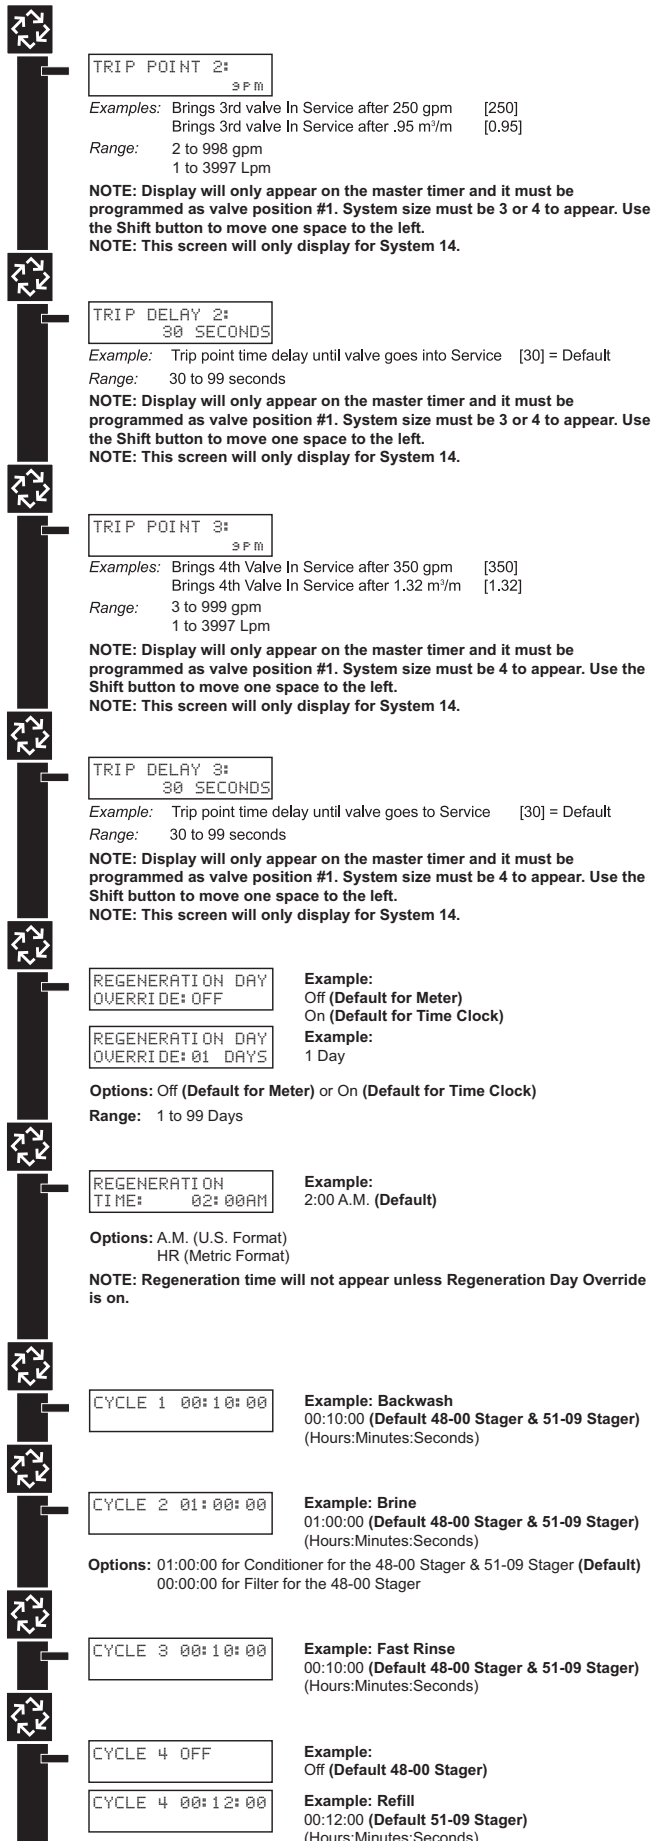 TRIP POINT 2:
gpm
Examples: Brings 3rd valve In Service after 250 gpm [250]
Brings 3rd valve In Service after .95 m³/m [0.95]
Range: 2 to 998 gpm
1 to 3997 Lpm
NOTE: Display will only appear on the master timer and it must be
programmed as valve position #1. System size must be 3 or 4 to appear. Use
the Shift button to move one space to the left.
NOTE: This screen will only display for System 14.
TRIP DELAY 2:
30 SECONDS
Example: Trip point time delay until valve goes into Service [30] = Default
Range: 30 to 99 seconds
NOTE: Display will only appear on the master timer and it must be
programmed as valve position #1. System size must be 3 or 4 to appear. Use
the Shift button to move one space to the left.
NOTE: This screen will only display for System 14.
TRIP POINT 3:
gpm
Examples: Brings 4th Valve In Service after 350 gpm [350]
Brings 4th Valve In Service after 1.32 m³/m [1.32]
Range: 3 to 999 gpm
1 to 3997 Lpm
NOTE: Display will only appear on the master timer and it must be
programmed as valve position #1. System size must be 4 to appear. Use the
Shift button to move one space to the left.
NOTE: This screen will only display for System 14.
TRIP DELAY 3:
30 SECONDS
Example: Trip point time delay until valve goes to Service [30] = Default
Range: 30 to 99 seconds
NOTE: Display will only appear on the master timer and it must be
programmed as valve position #1. System size must be 4 to appear. Use the
Shift button to move one space to the left.
NOTE: This screen will only display for System 14.
REGENERATION DAY
OVERRIDE:OFF
Example:
Off (Default for Meter)
On (Default for Time Clock)
REGENERATION DAY
OVERRIDE:01 DAYS
Example:
1 Day
Options: Off (Default for Meter) or On (Default for Time Clock)
Range: 1 to 99 Days
REGENERATION
TIME: 02:00AM
Example:
2:00 A.M. (Default)
Options: A.M. (U.S. Format)
HR (Metric Format)
NOTE: Regeneration time will not appear unless Regeneration Day Override
is on.
CYCLE 1 00:10:00
Example: Backwash
00:10:00 (Default 48-00 Stager & 51-09 Stager)
(Hours:Minutes:Seconds)
CYCLE 2 01:00:00
Example: Brine
01:00:00 (Default 48-00 Stager & 51-09 Stager)
(Hours:Minutes:Seconds)
Options: 01:00:00 for Conditioner for the 48-00 Stager & 51-09 Stager (Default)
00:00:00 for Filter for the 48-00 Stager
CYCLE 3 00:10:00
Example: Fast Rinse
00:10:00 (Default 48-00 Stager & 51-09 Stager)
(Hours:Minutes:Seconds)
CYCLE 4 OFF
Example:
Off (Default 48-00 Stager)
CYCLE 4 00:12:00
Example: Refill
00:12:00 (Default 51-09 Stager)
(Hours:Minutes:Seconds)